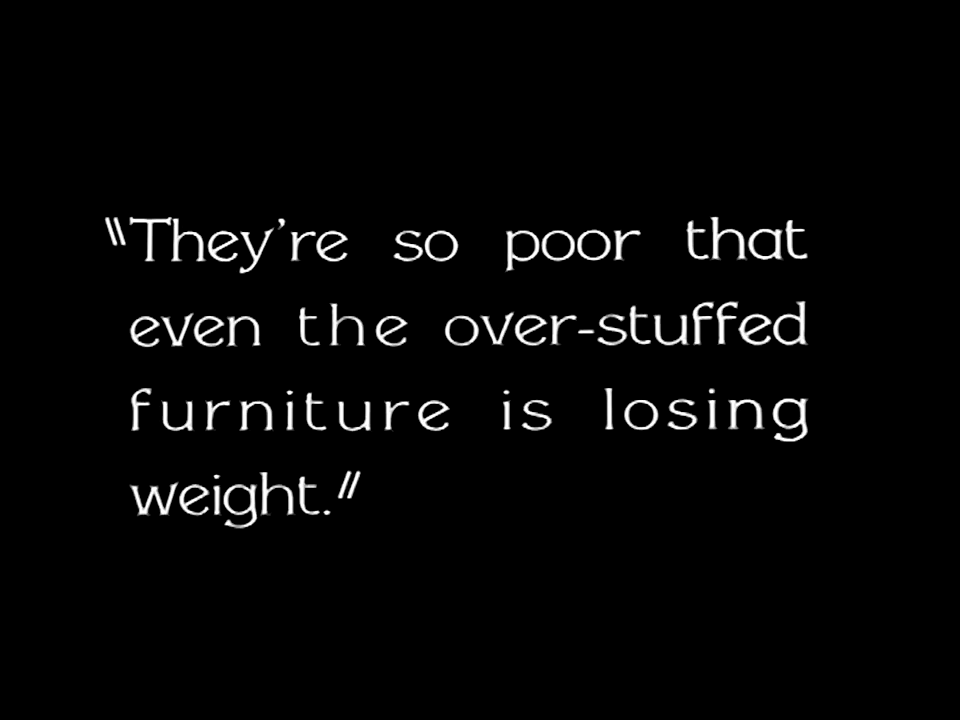 "They're so poor that
even the over-stuffed
furniture is losing
weight."